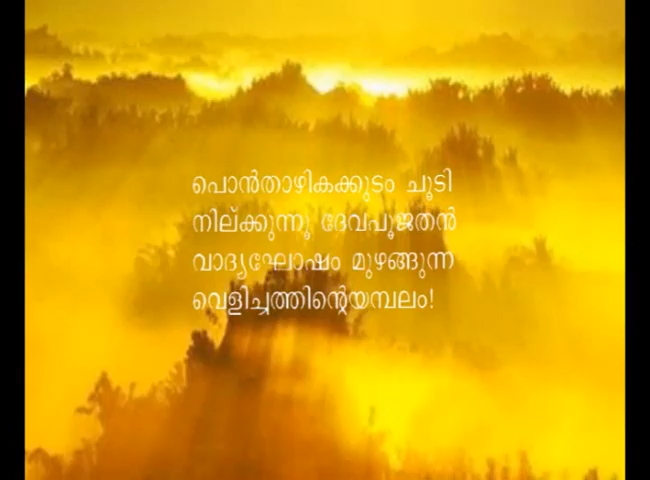 പൊൻതാഴികക്കുടം ചൂടി
നില്ക്കുന്നൂ ദേവപൂജതൻ
വാദ്യഘോഷം മുഴങ്ങുന്ന
വെളിച്ചത്തിന്റെയമ്പലം!